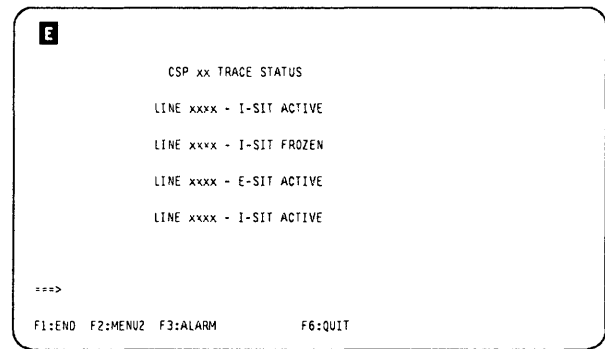 E
CSP xx TRACE STATUS
LINE xxxx - I-SIT ACTIVE
LINE xxxx - I-SIT FROZEN
LINE xxxx - E-SIT ACTIVE
LINE xxxx - I-SIT ACTIVE
===>
F1:END F2:MENU2 F3:ALARM F6:QUIT